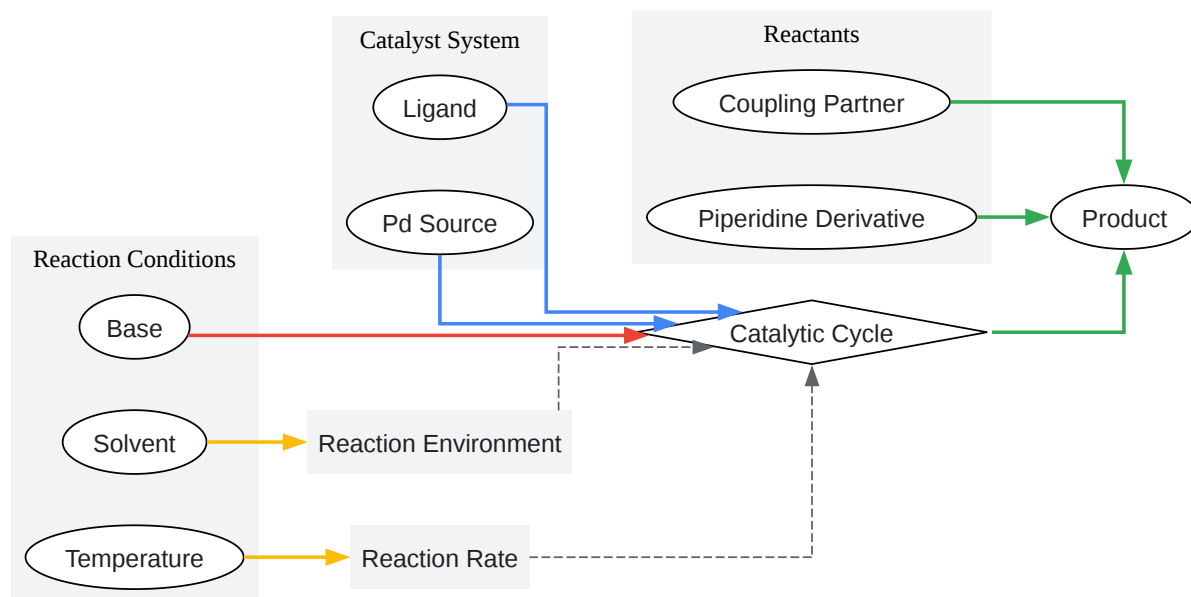 Catalyst System
Ligand
Pd Source
Reactants
Coupling Partner
Piperidine Derivative
Product
Reaction Conditions
Base
Solvent
Temperature
Catalytic Cycle
Reaction Environment
Reaction Rate